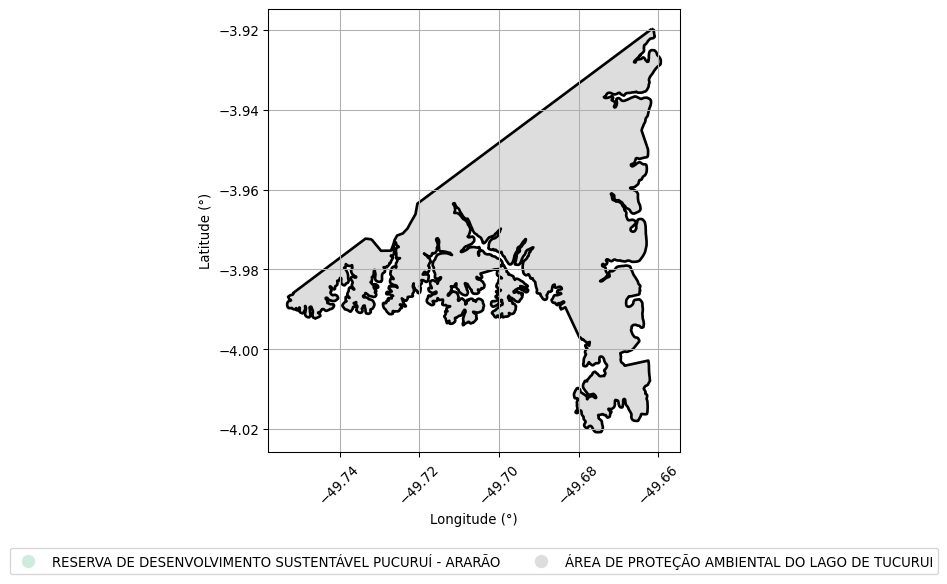 −3.92
−3.94
−3.96
−3.98
−4.00
−4.02
Latitude (°)
−49.74
−49.72
−49.70
−49.68
−49.66
Longitude (°)
RESERVA DE DESENVOLVIMENTO SUSTENTÁVEL PUCURUÍ - ARARÃO
ÁREA DE PROTEÇÃO AMBIENTAL DO LAGO DE TUCURUI